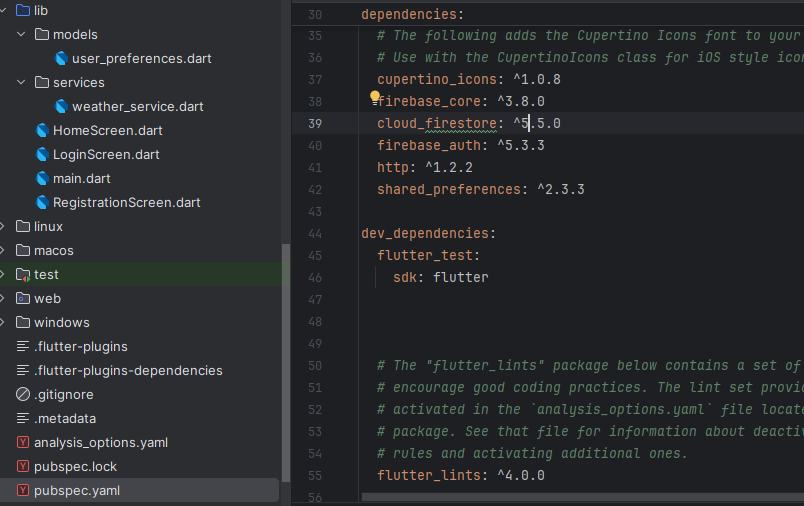 lib
models
user_preferences.dart
services
weather_service.dart
HomeScreen.dart
LoginScreen.dart
main.dart
RegistrationScreen.dart
linux
macos
test
web
windows
.flutter-plugins
.flutter-plugins-dependencies
.gitignore
.metadata
analysis_options.yaml
pubspec.lock
pubspec.yaml
30 dependencies:
35 # The following adds the Cupertino Icons font to your
36 # Use with the CupertinoIcons class for iOS style icon
37 cupertino_icons: ^1.0.8
38 firebase_core: ^3.8.0
39 cloud_firestore: ^5.5.0
40 firebase_auth: ^5.3.3
41 http: ^1.2.2
42 shared_preferences: ^2.3.3
43
44 dev_dependencies:
45 flutter_test:
46 sdk: flutter
47
48
49
50 # The "flutter_lints" package below contains a set of
51 # encourage good coding practices. The lint set provid
52 # activated in the `analysis_options.yaml` file locate
53 # package. See that file for information about deactiv
54 # rules and activating additional ones.
55 flutter_lints: ^4.0.0
56